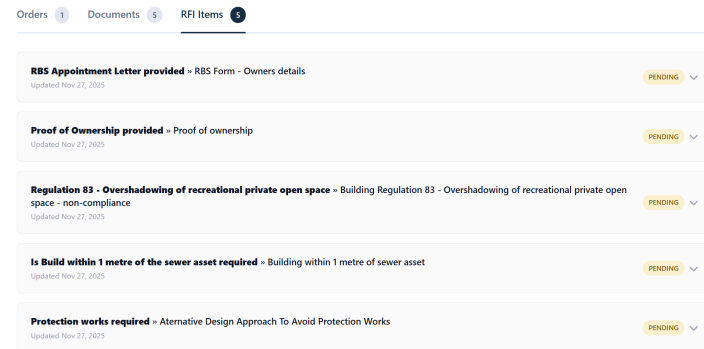 Orders 1 Documents 5 RFI Items 5
RBS Appointment Letter provided » RBS Form - Owners details
PENDING
Updated Nov 27, 2025
Proof of Ownership provided » Proof of ownership
PENDING
Updated Nov 27, 2025
Regulation 83 - Overshadowing of recreational private open space » Building Regulation 83 - Overshadowing of recreational private open
space - non-compliance
PENDING
Updated Nov 27, 2025
Is Build within 1 metre of the sewer asset required » Building within 1 metre of sewer asset
PENDING
Updated Nov 27, 2025
Protection works required » Aternative Design Approach To Avoid Protection Works
PENDING
Updated Nov 27, 2025